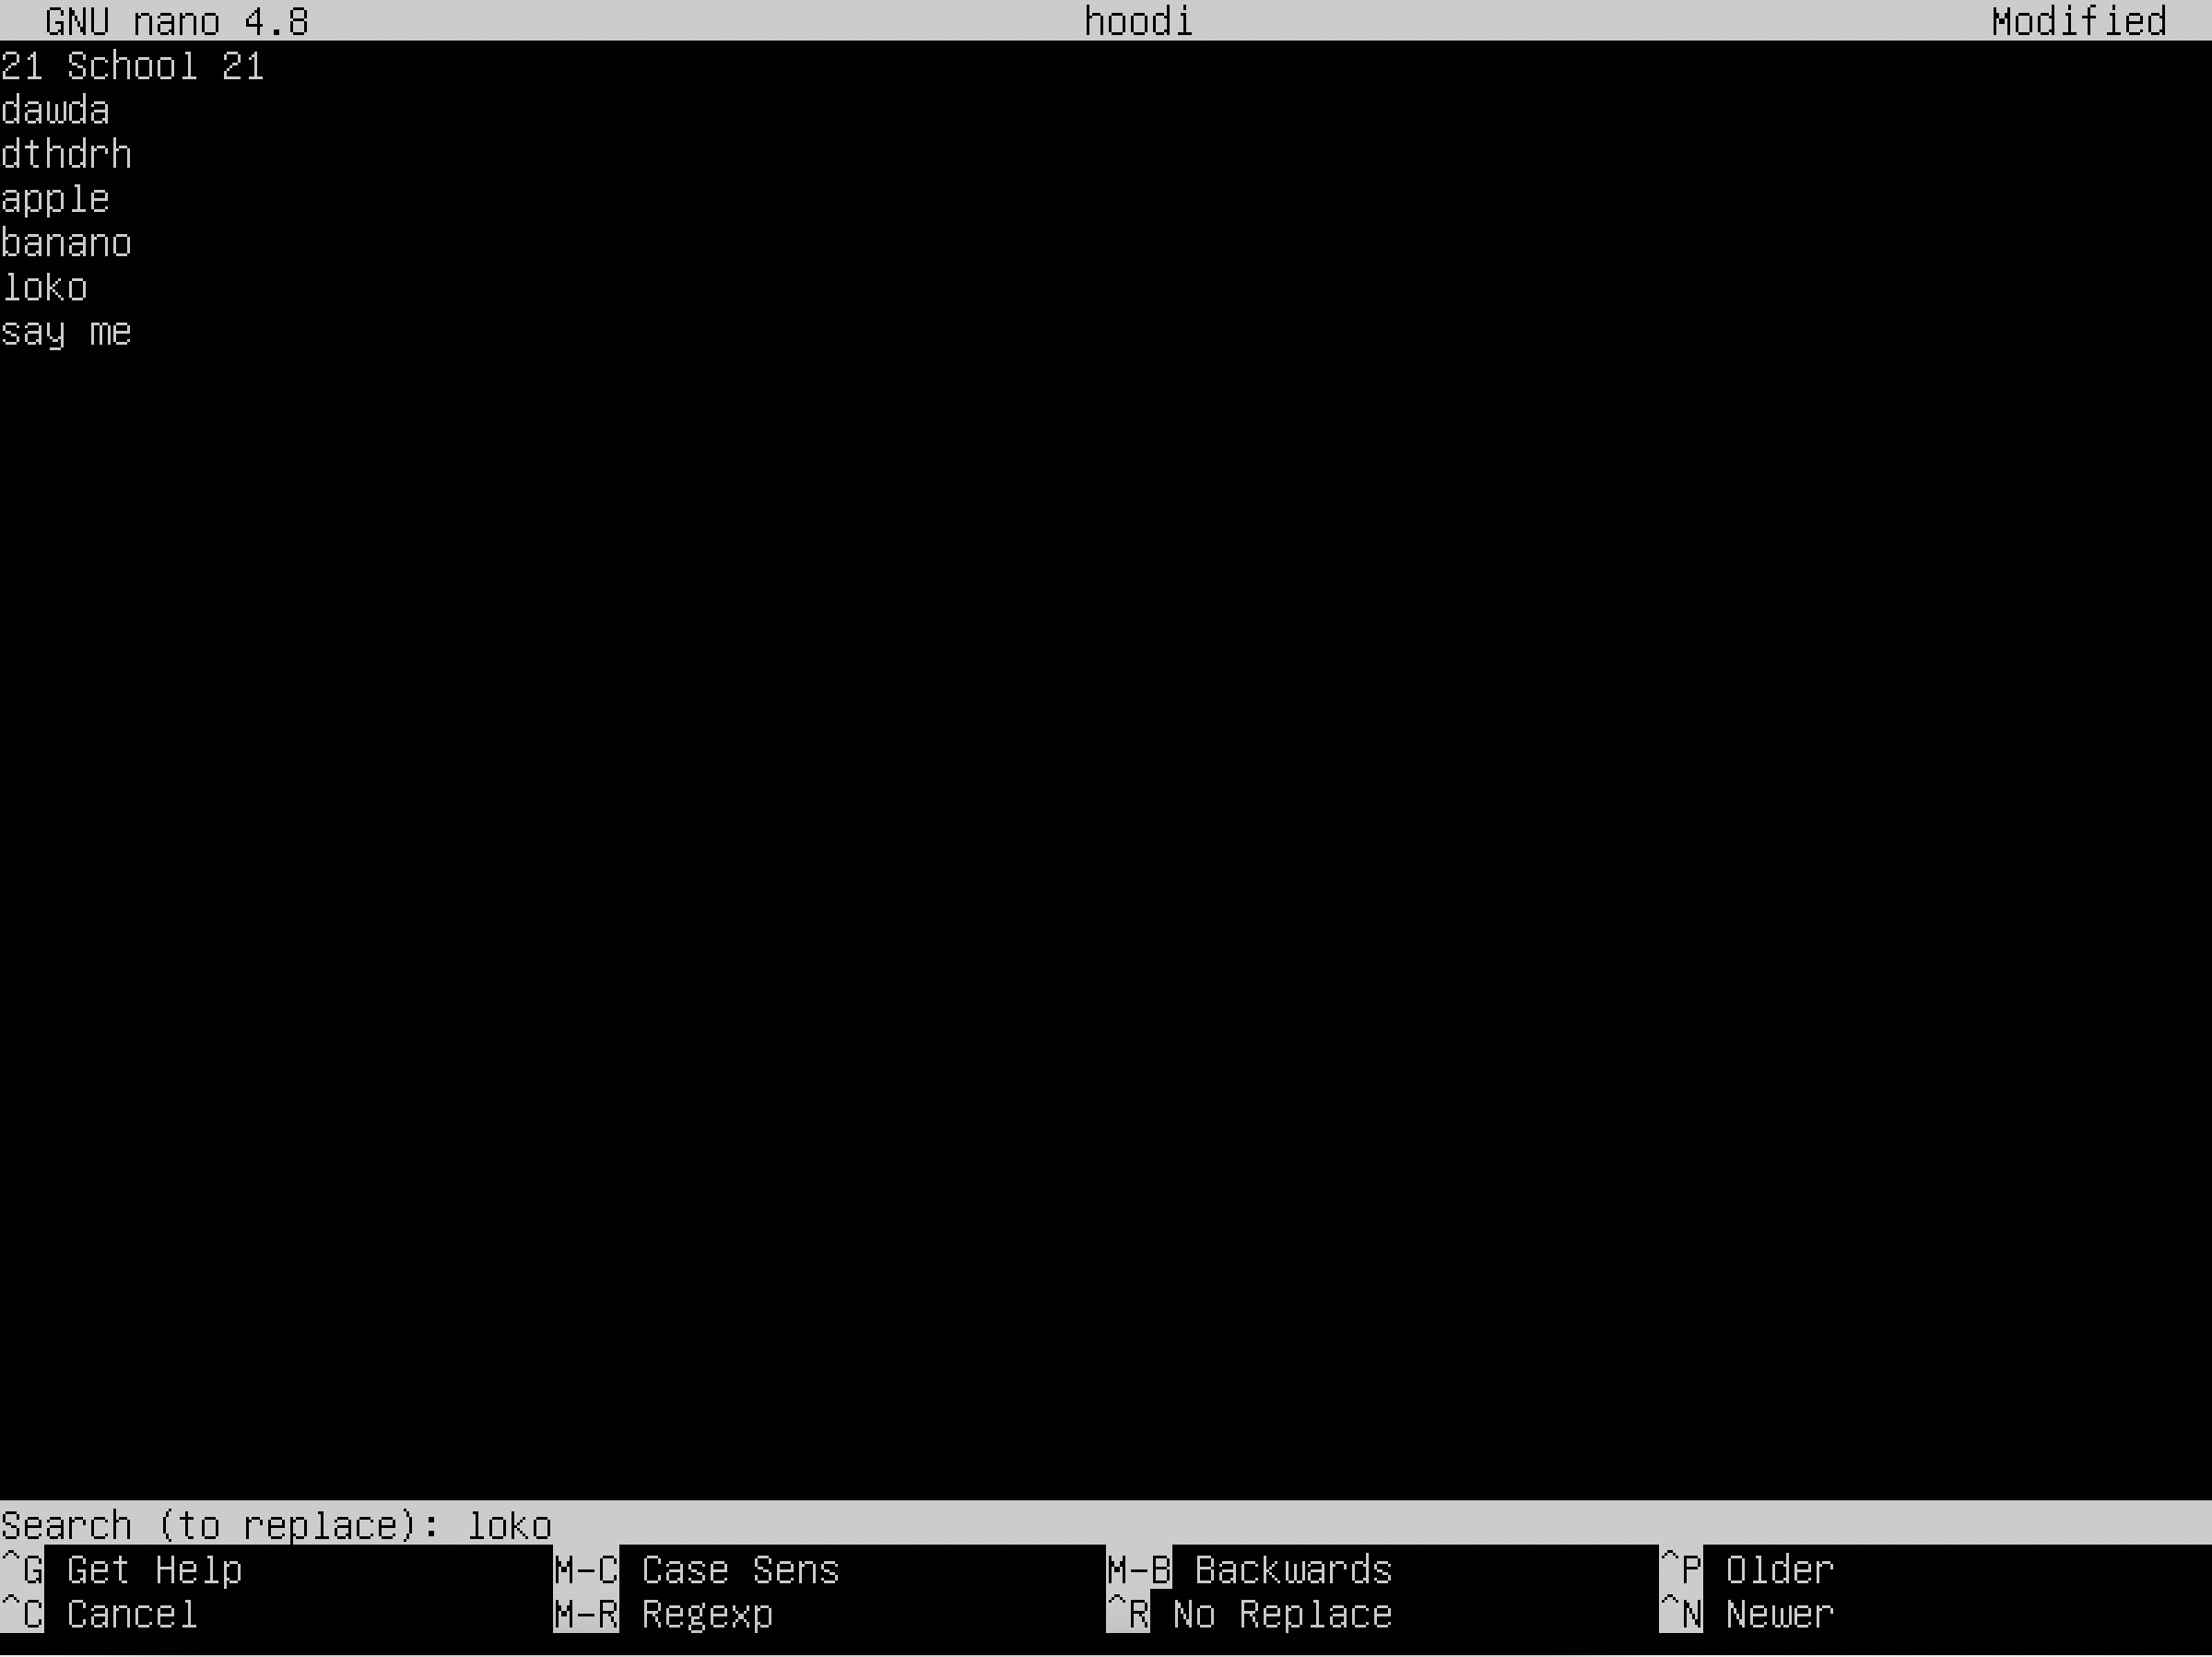 GNU nano 4.8 hoodi Modified
21 School 21
dawda
dthdrh
apple
banano
loko
say me
Search (to replace): loko
^G Get Help M-C Case Sens M-B Backwards ^P Older
^C Cancel M-R Regexp ^R No Replace ^N Newer